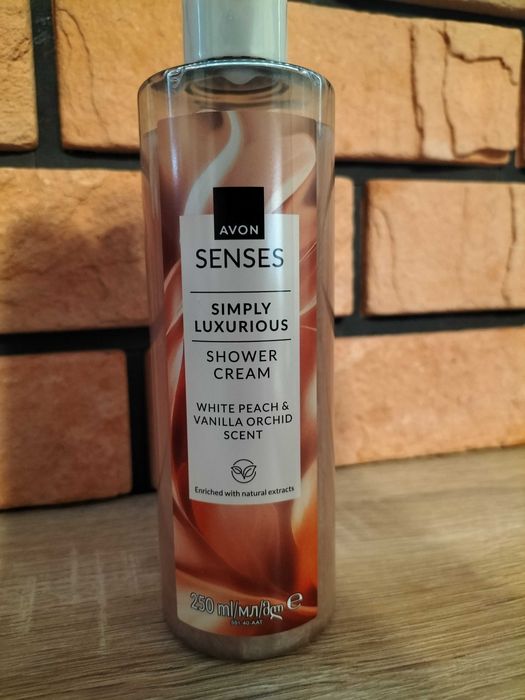 AVON
SENSES
SIMPLY
LUXURIOUS
SHOWER
CREAM
WHITE PEACH &
VANILLA ORCHID
SCENT
Enriched with natural extracts
250 ml/мл/მლ ℮